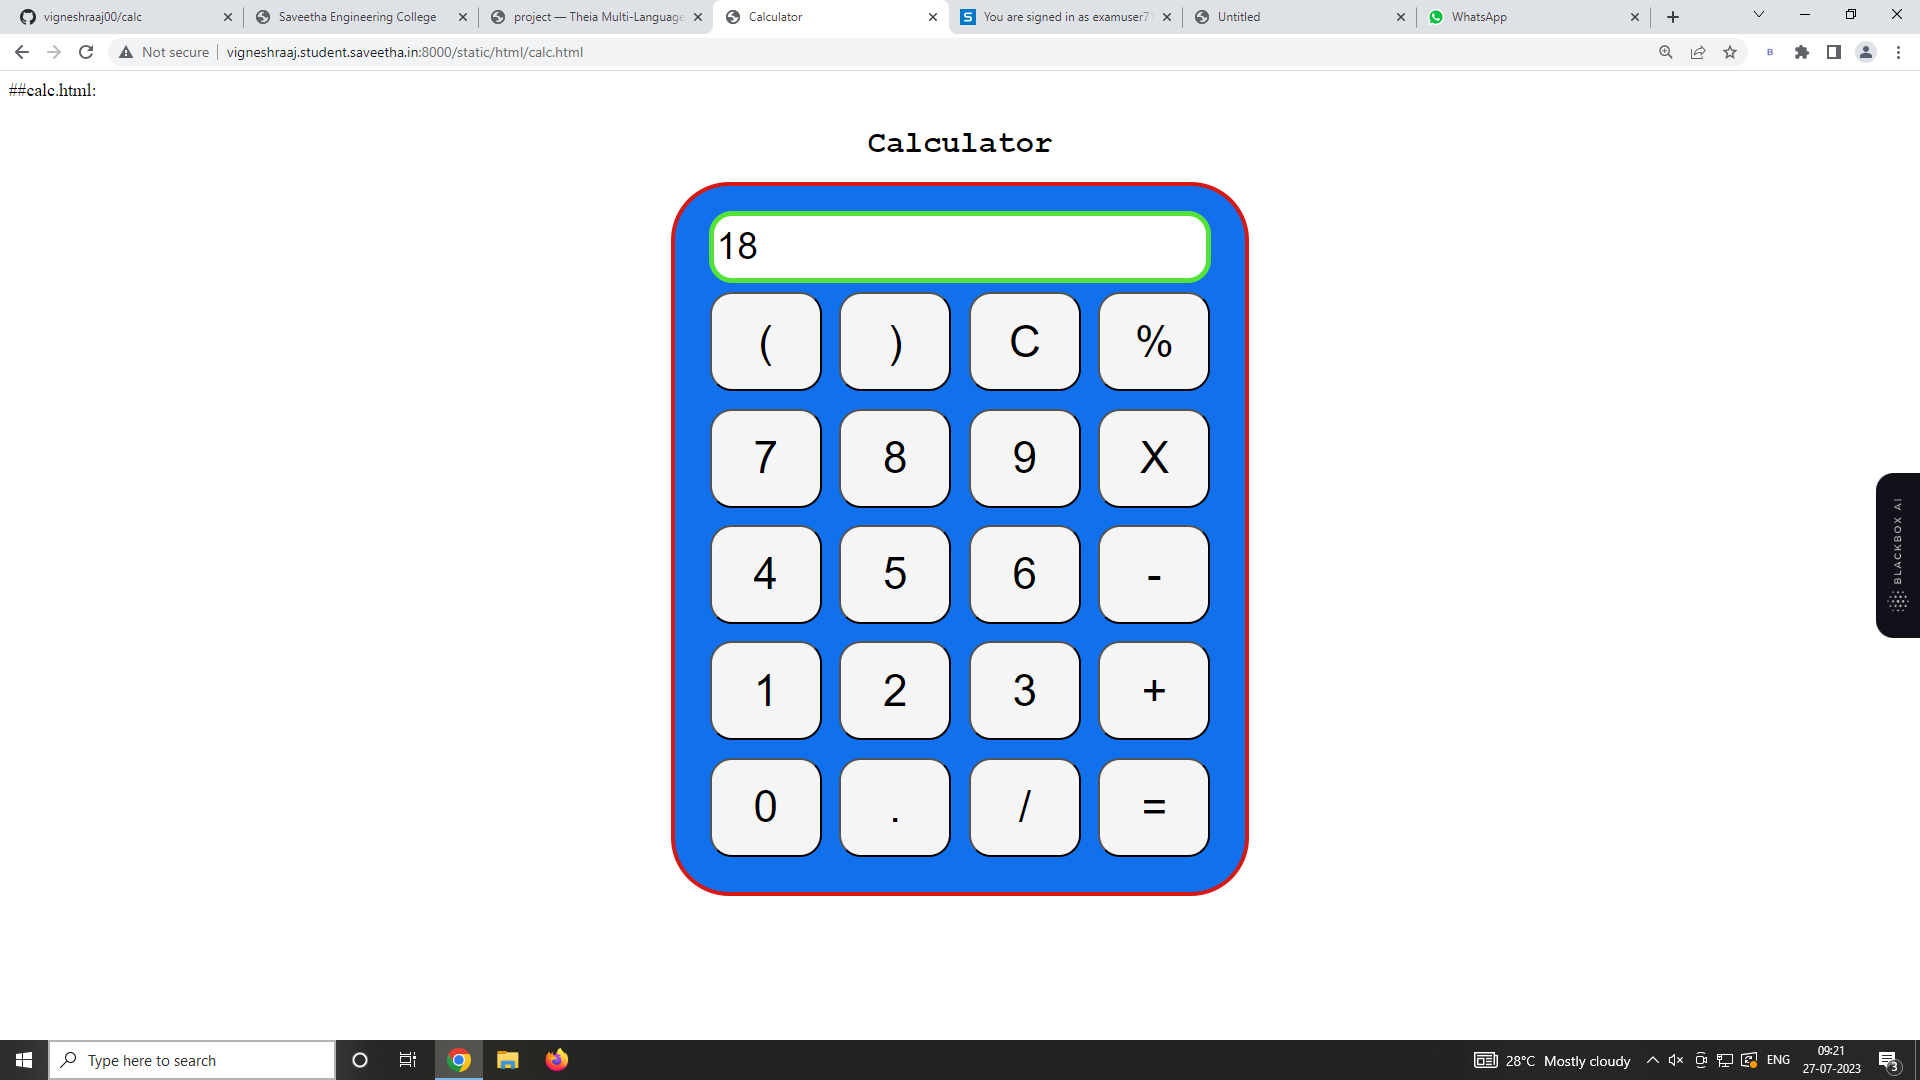 vigneshraaj00/calc
Saveetha Engineering College
project — Theia Multi-Language
Calculator
You are signed in as examuser7
Untitled
WhatsApp
Not secure
vigneshraaj.student.saveetha.in:8000/static/html/calc.html
B
##calc.html:
Calculator
18
( ) C %
7 8 9 X
4 5 6 -
1 2 3 +
0 . / =
BLACKBOX AI
Type here to search
28°C Mostly cloudy
ENG
09:21
27-07-2023
3